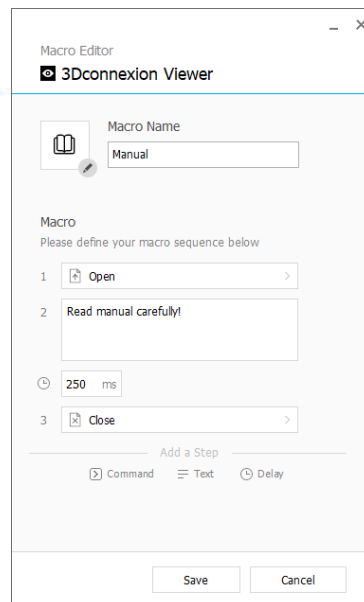 Macro Editor
3Dconnexion Viewer
Macro Name
Manual
Macro
Please define your macro sequence below
1 Open
2 Read manual carefully!
250 ms
3 Close
Add a Step
Command Text Delay
Save Cancel